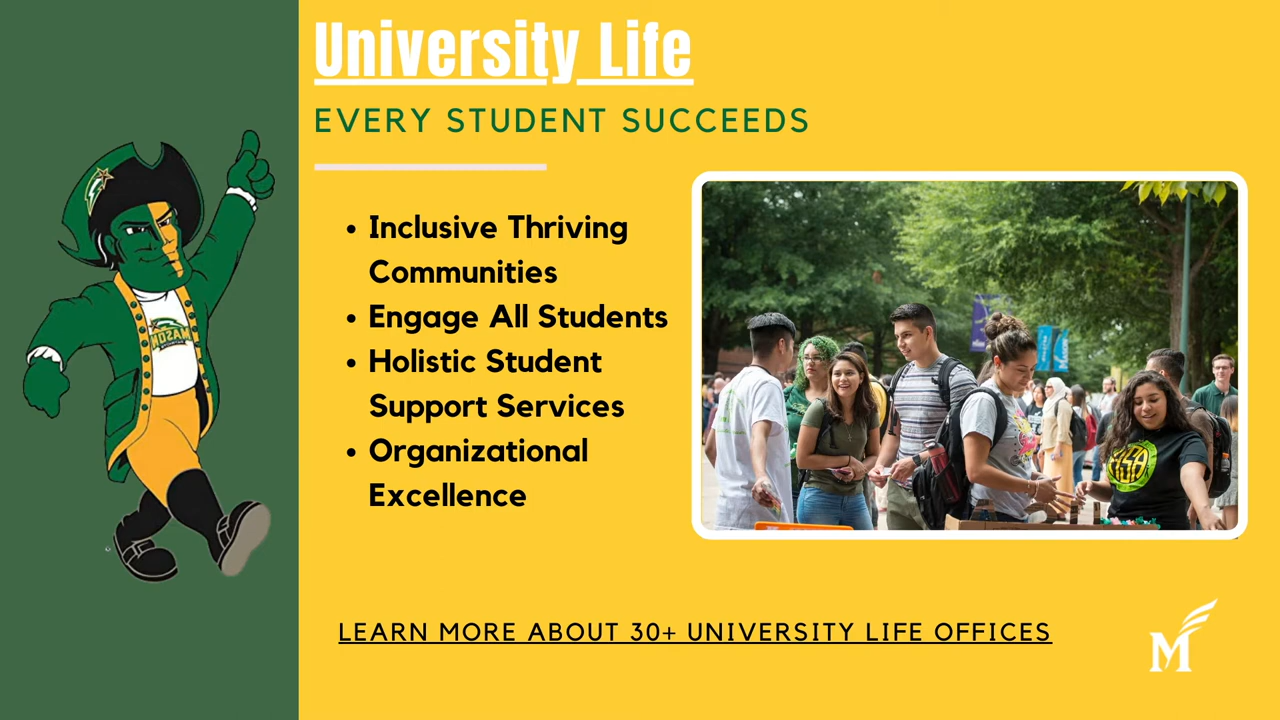 University Life
EVERY STUDENT SUCCEEDS
• Inclusive Thriving
Communities
• Engage All Students
• Holistic Student
Support Services
• Organizational
Excellence
LEARN MORE ABOUT 30+ UNIVERSITY LIFE OFFICES
MASON
M